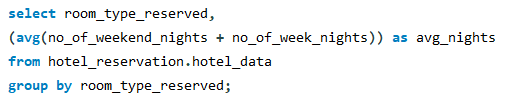 select room_type_reserved,
(avg(no_of_weekend_nights + no_of_week_nights)) as avg_nights
from hotel_reservation.hotel_data
group by room_type_reserved;